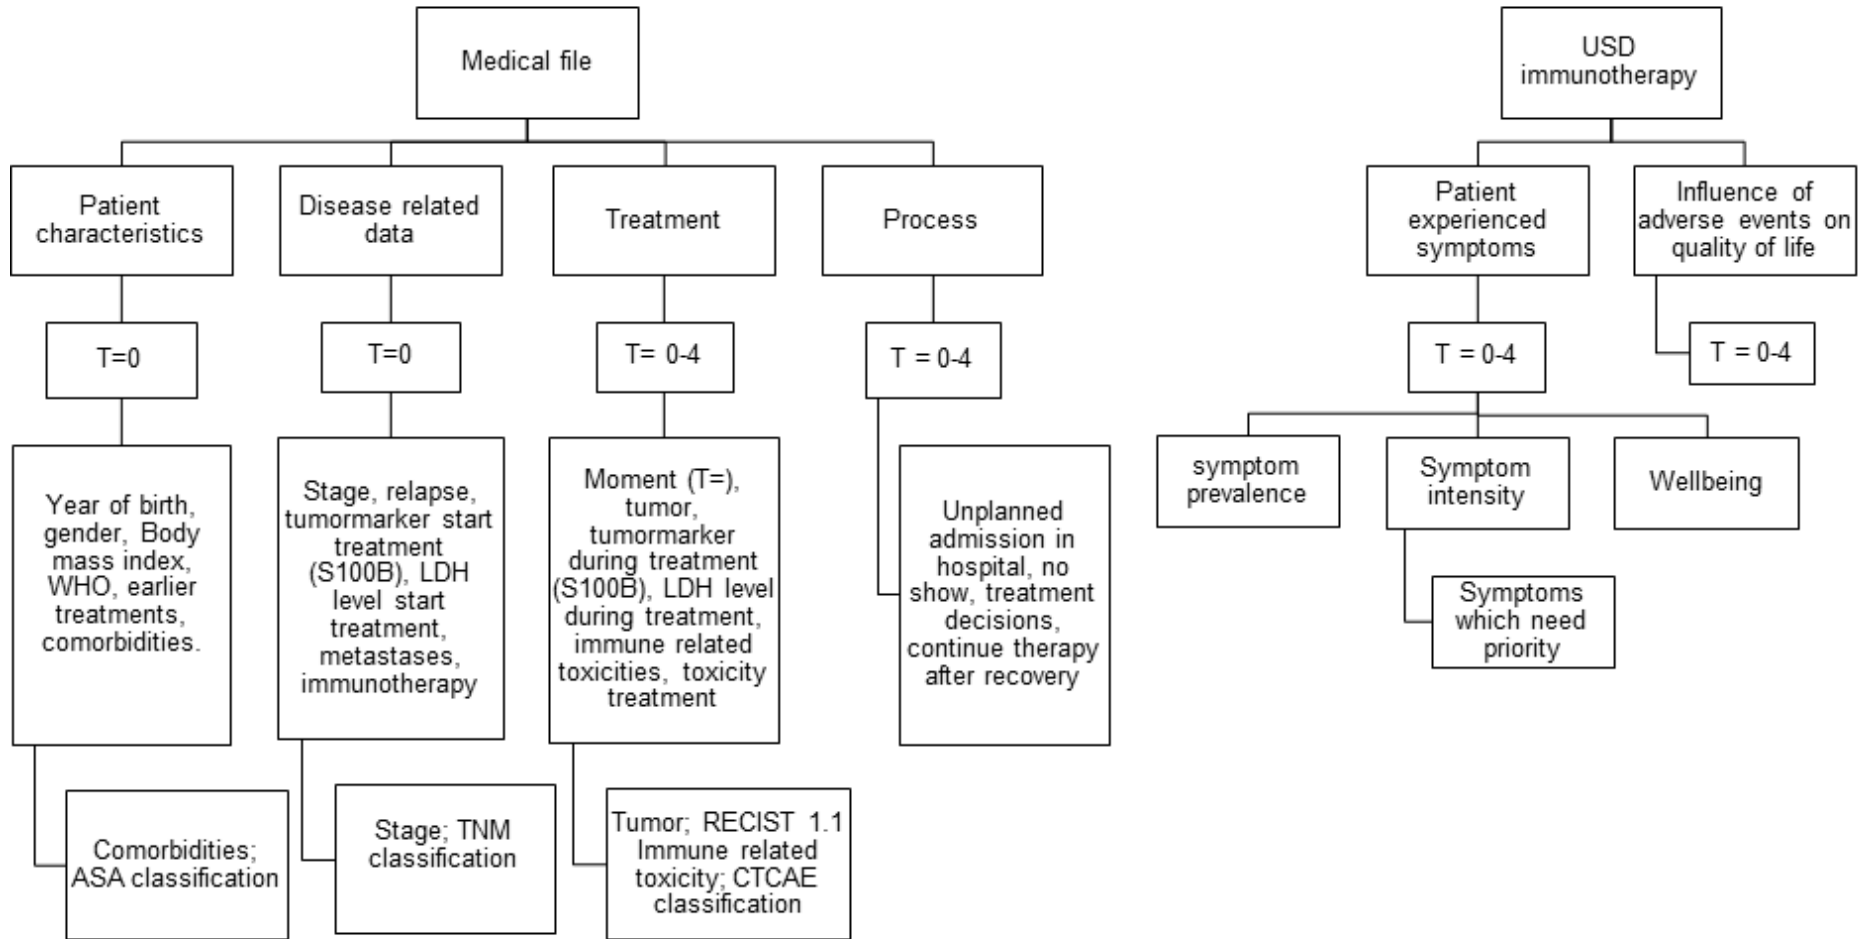 Medical file
USD
immunotherapy
Patient
characteristics
Disease related
data
Treatment
Process
Patient
experienced
symptoms
Influence of
adverse events on
quality of life
T=0
T=0
T= 0-4
T = 0-4
T = 0-4
T = 0-4
Year of birth,
gender, Body
mass index,
WHO, earlier
treatments,
comorbidities.
Stage, relapse,
tumormarker start
treatment
(S100B), LDH
level start
treatment,
metastases,
immunotherapy
Moment (T=),
tumor,
tumormarker
during treatment
(S100B), LDH level
during treatment,
immune related
toxicities, toxicity
treatment
Unplanned
admission in
hospital, no
show, treatment
decisions,
continue therapy
after recovery
symptom
prevalence
Symptom
intensity
Wellbeing
Symptoms
which need
priority
Comorbidities;
ASA classification
Stage; TNM
classification
Tumor; RECIST 1.1
Immune related
toxicity; CTCAE
classification